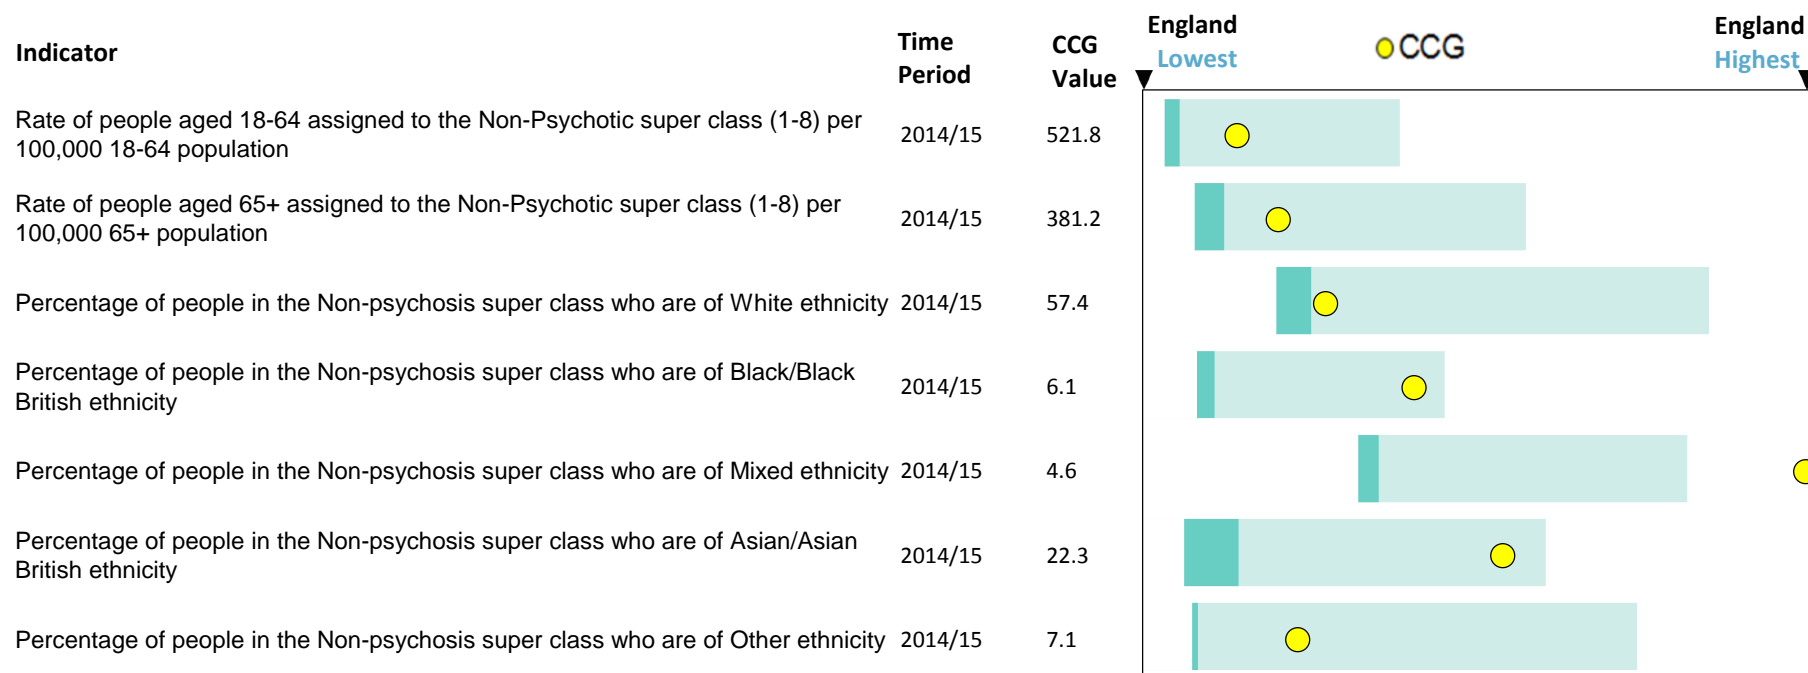 Indicator
Time
Period
CCG
Value
England
Lowest
CCG
England
Highest
Rate of people aged 18-64 assigned to the Non-Psychotic super class (1-8) per
100,000 18-64 population
2014/15
521.8
Rate of people aged 65+ assigned to the Non-Psychotic super class (1-8) per
100,000 65+ population
2014/15
381.2
Percentage of people in the Non-psychosis super class who are of White ethnicity
2014/15
57.4
Percentage of people in the Non-psychosis super class who are of Black/Black
British ethnicity
2014/15
6.1
Percentage of people in the Non-psychosis super class who are of Mixed ethnicity
2014/15
4.6
Percentage of people in the Non-psychosis super class who are of Asian/Asian
British ethnicity
2014/15
22.3
Percentage of people in the Non-psychosis super class who are of Other ethnicity
2014/15
7.1